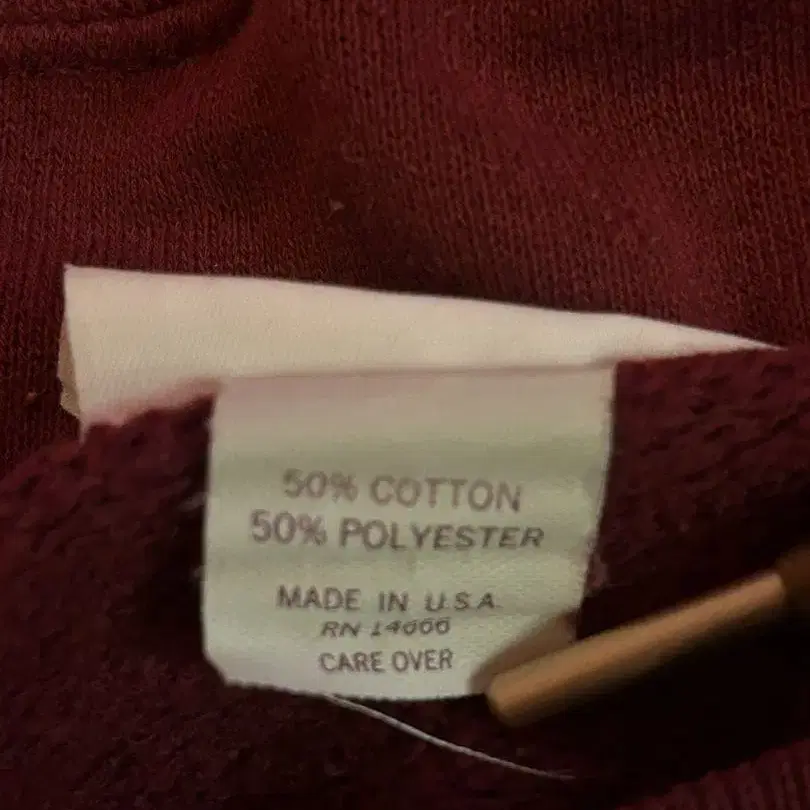 50% COTTON
50% POLYESTER
MADE IN U.S.A.
RN 14666
CARE OVER